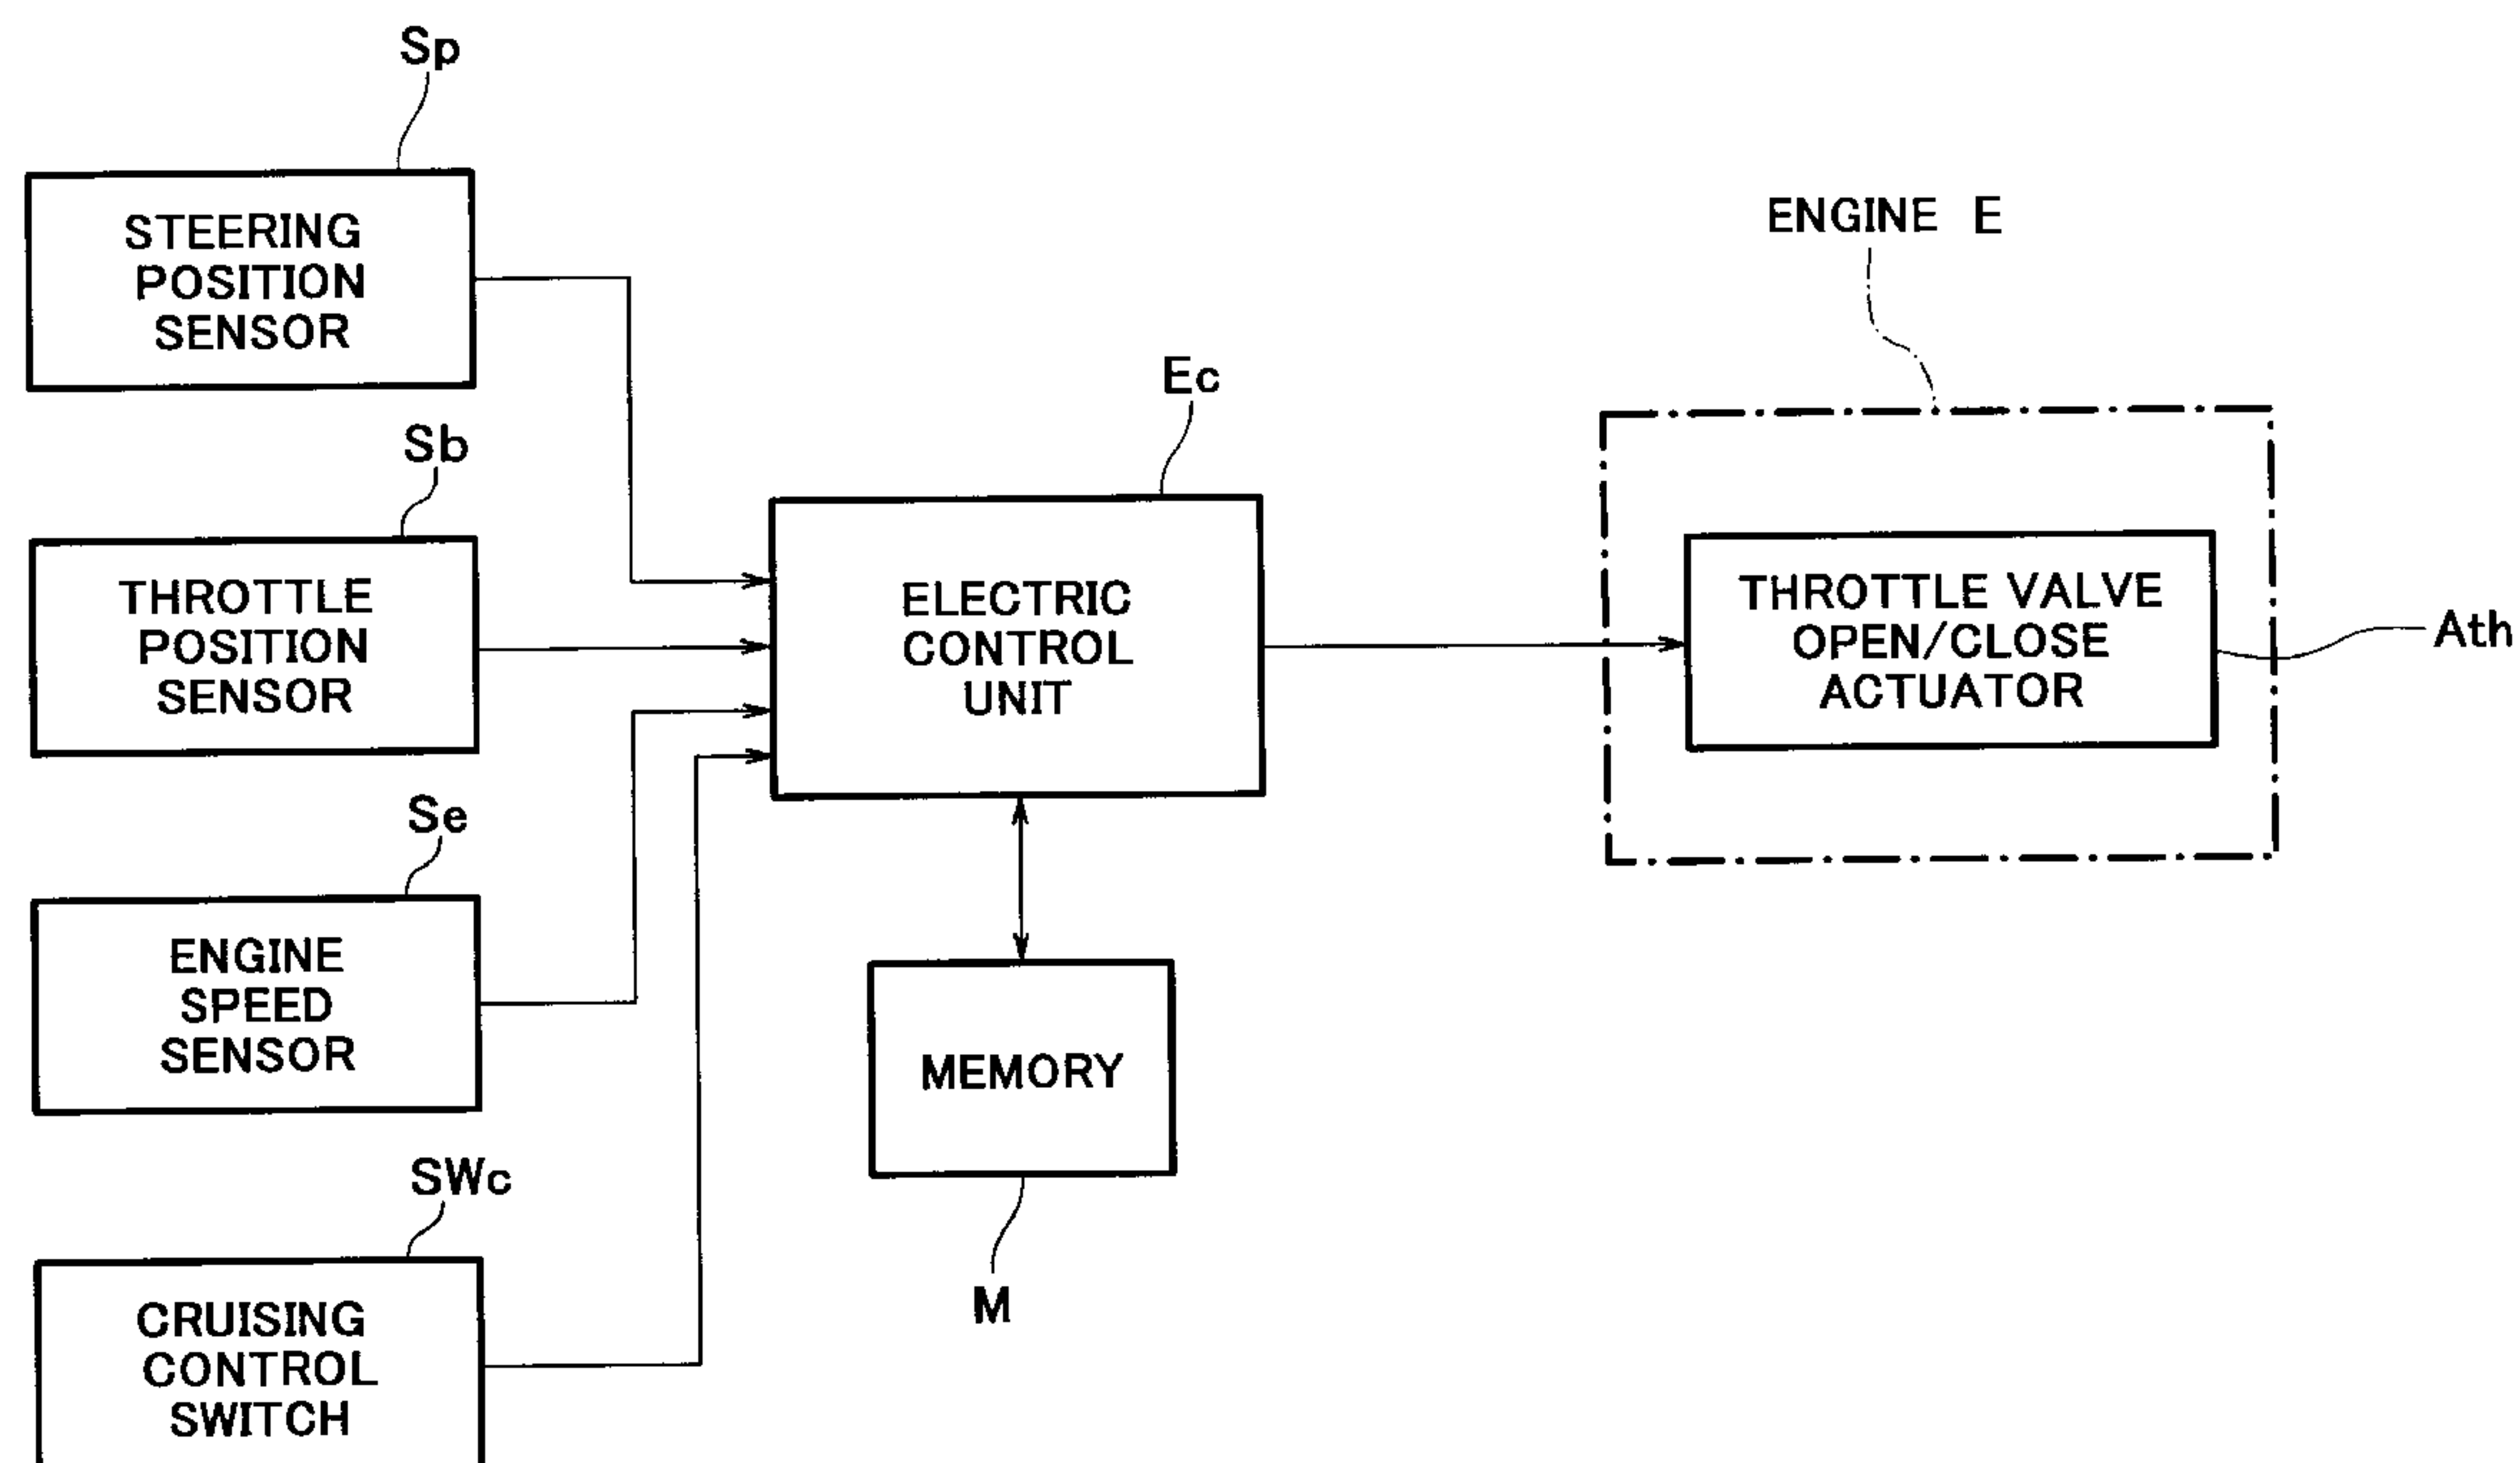 Sp
STEERING
POSITION
SENSOR
Sb
THROTTLE
POSITION
SENSOR
Se
ENGINE
SPEED
SENSOR
SWc
CRUISING
CONTROL
SWITCH
Ec
ELECTRIC
CONTROL
UNIT
MEMORY
M
ENGINE E
THROTTLE VALVE
OPEN/CLOSE
ACTUATOR
Ath